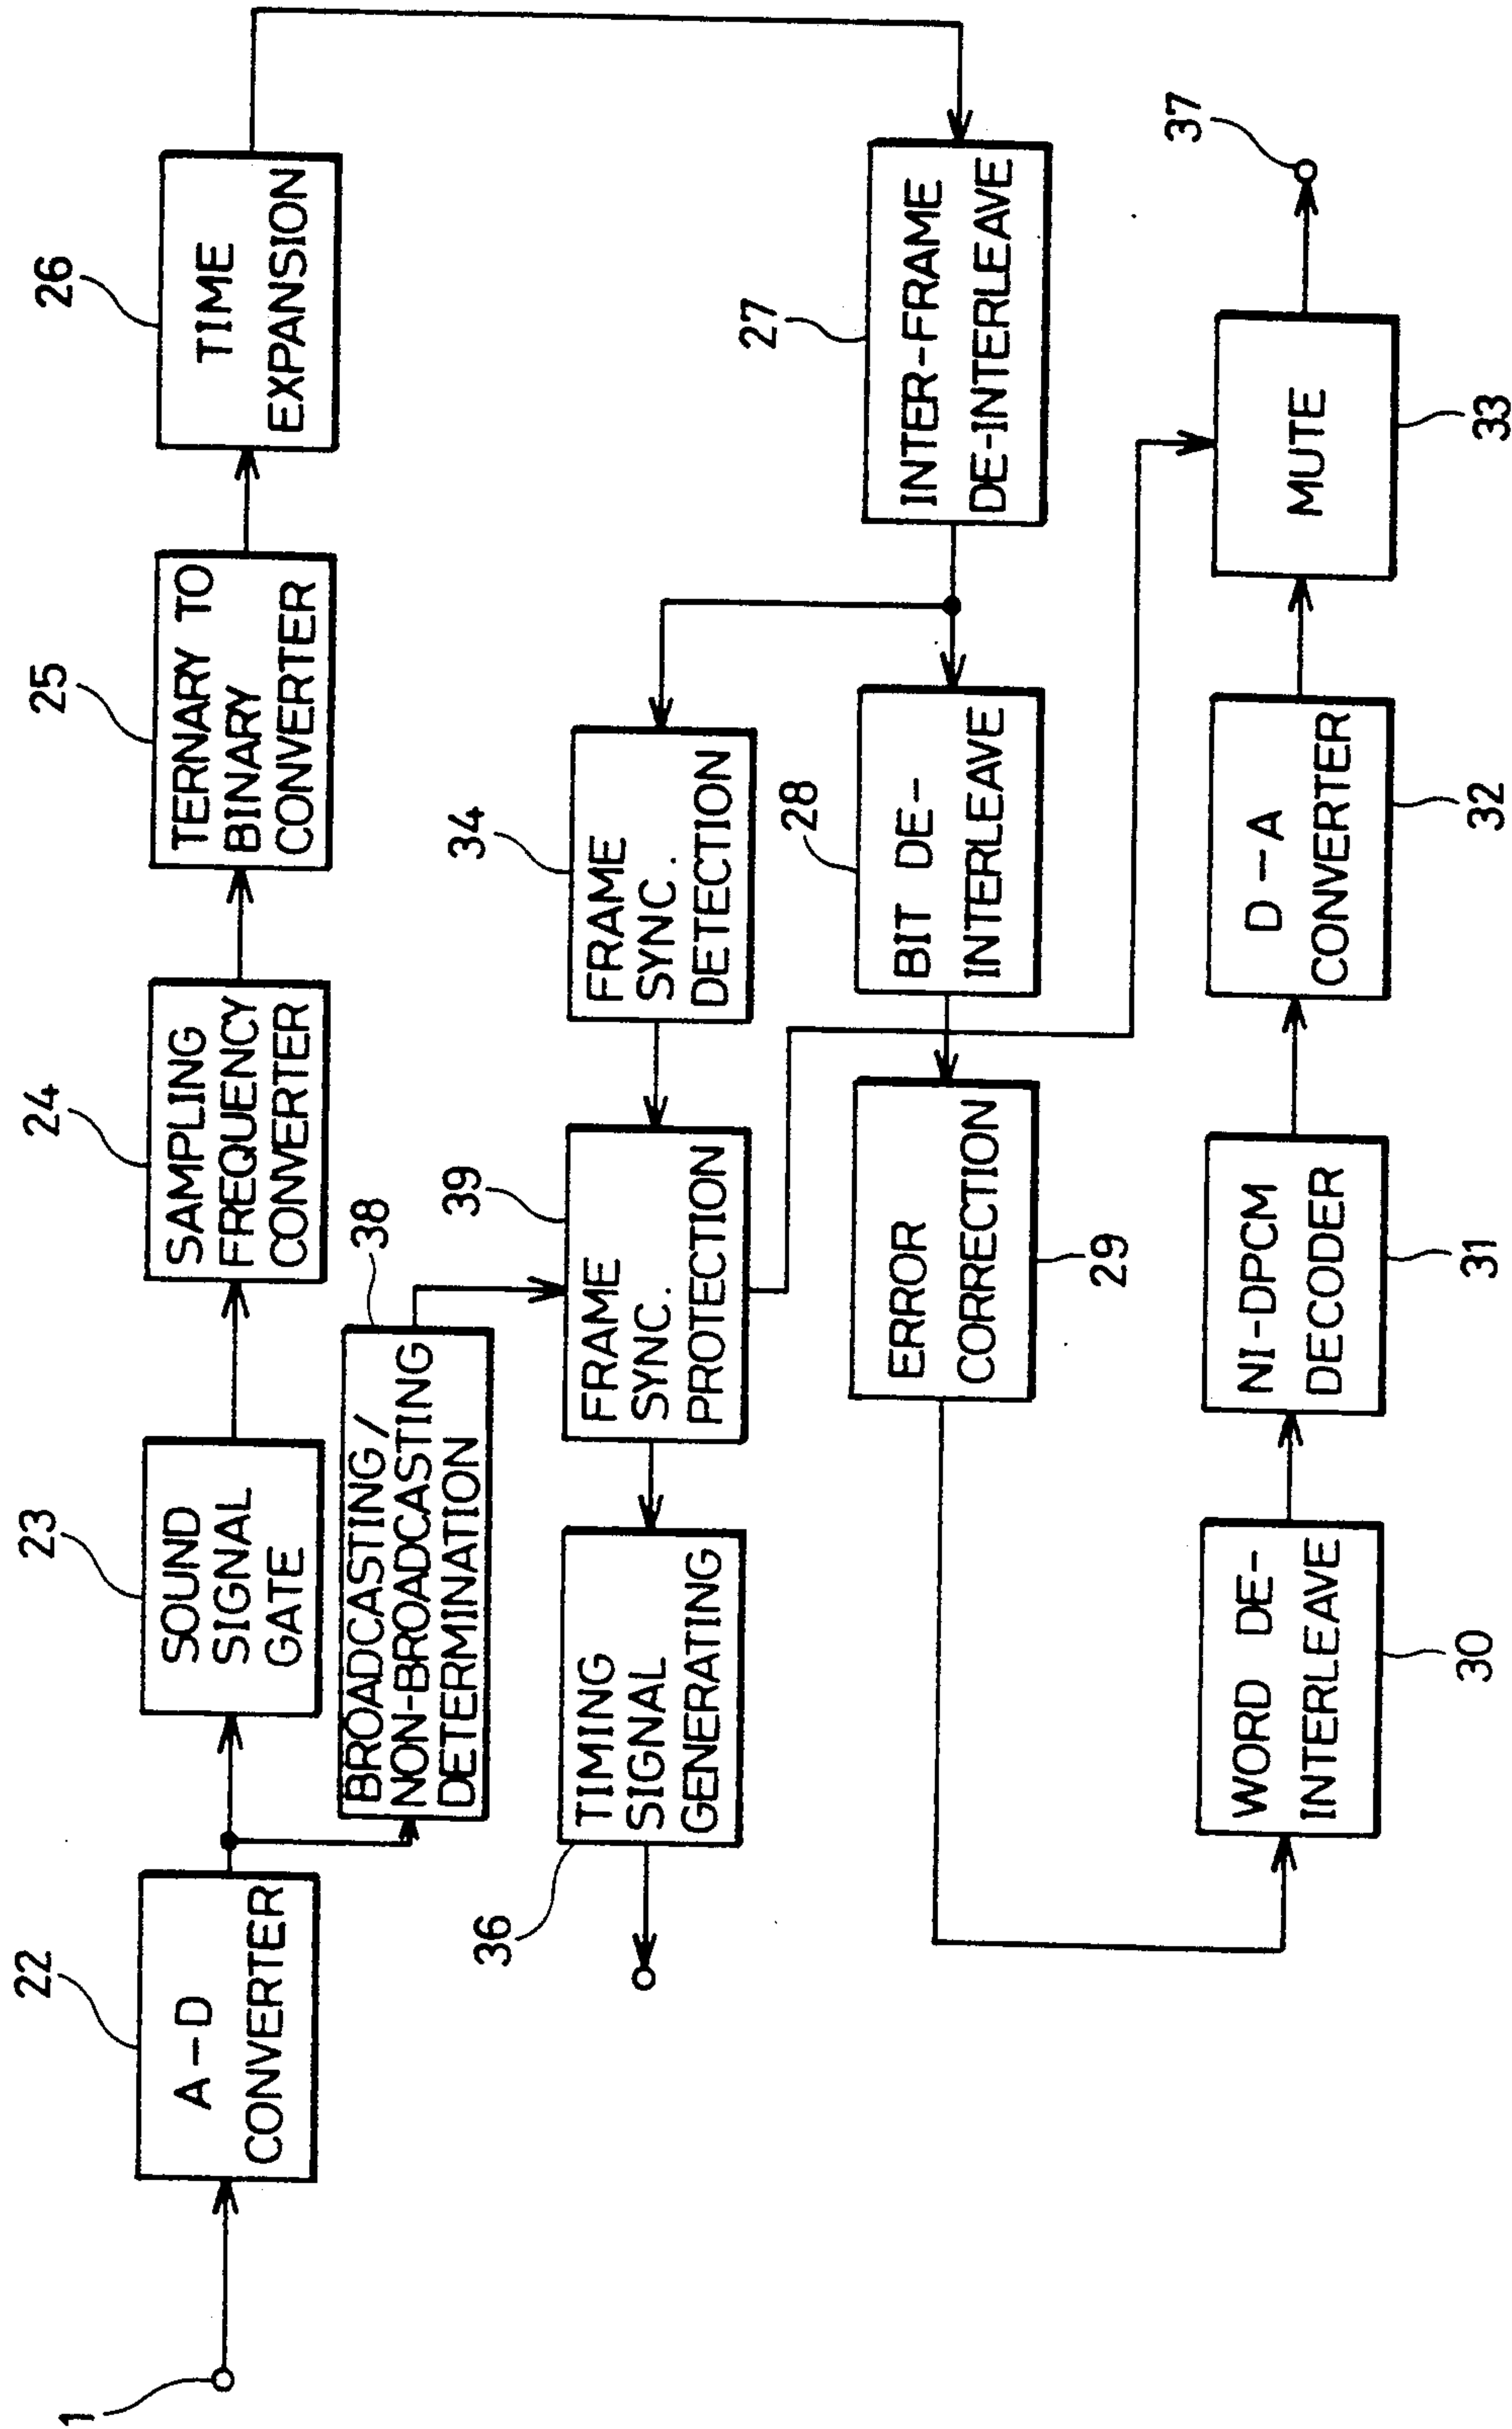 1
22
A-D
CONVERTER
23
SOUND
SIGNAL
GATE
24
SAMPLING
FREQUENCY
CONVERTER
25
TERNARY TO
BINARY
CONVERTER
26
TIME
EXPANSION
38
BROADCASTING/
NON-BROADCASTING
DETERMINATION
36
TIMING
SIGNAL
GENERATING
39
FRAME
SYNC.
PROTECTION
34
FRAME
SYNC.
DETECTION
27
INTER-FRAME
DE-INTERLEAVE
28
BIT DE-
INTERLEAVE
ERROR
CORRECTION
29
WORD DE-
INTERLEAVE
30
NI-DPCM
DECODER
31
D-A
CONVERTER
32
MUTE
33
37